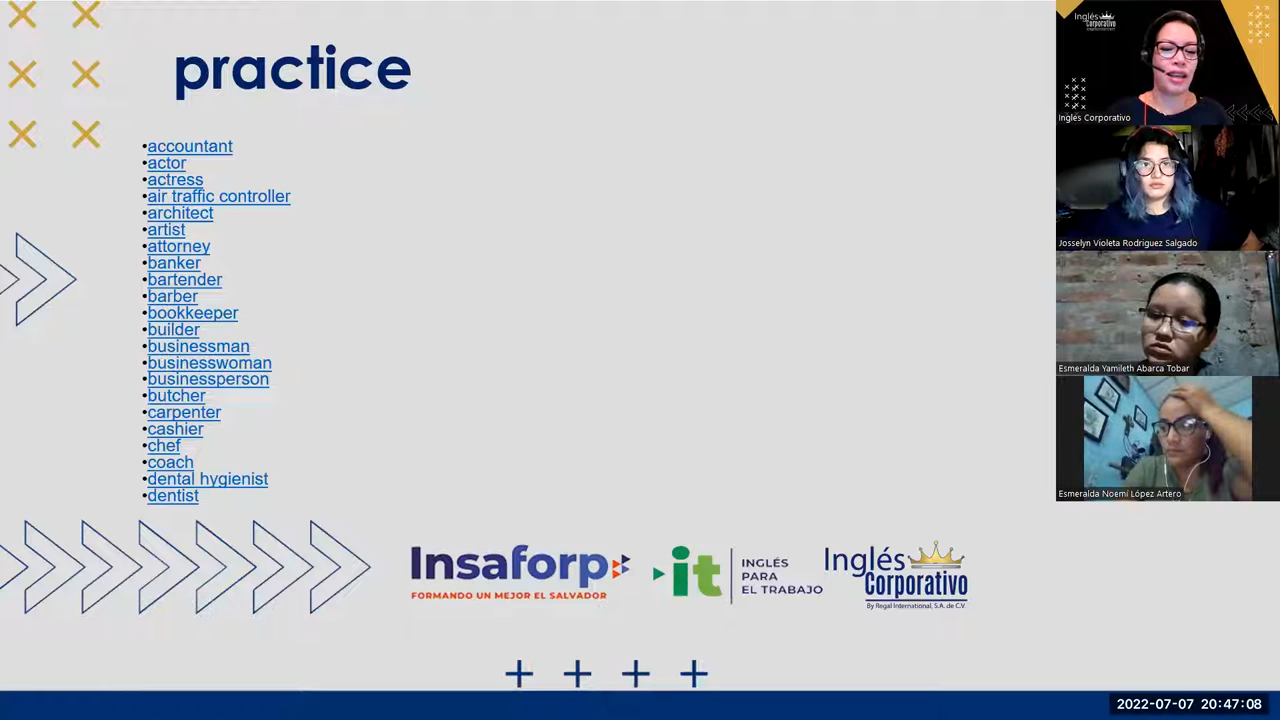 practice
•accountant
•actor
•actress
•air traffic controller
•architect
•artist
•attorney
•banker
•bartender
•barber
•bookkeeper
•builder
•businessman
•businesswoman
•businessperson
•butcher
•carpenter
•cashier
•chef
•coach
•dental hygienist
•dentist
Insaforp
FORMANDO UN MEJOR EL SALVADOR
it
INGLÉS
PARA
EL TRABAJO
Inglés
Corporativo
By Regal International, S.A. de C.V.
Inglés
Corporativo
Inglés Corporativo
Josselyn Violeta Rodriguez Salgado
Esmeralda Yamileth Abarca Tobar
Esmeralda Noemí López Artero
2022-07-07 20:47:08